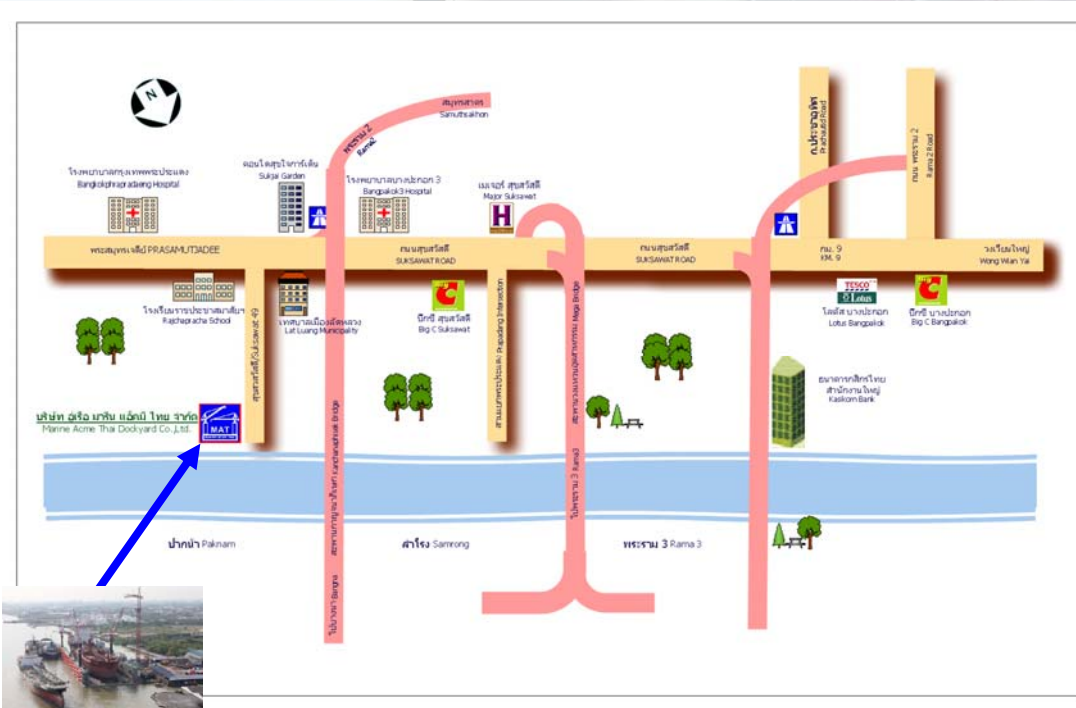 N
สมุทรสาคร
Samuthsakhon
พระราม 2
Rama2
ถ.ประชาอุทิศ
Prachautid Road
ถนน พระราม 2
Rama 2 Road
โรงพยาบาลกรุงเทพพระประแดง
Bangkokphrapradaeng Hospital
คอนโดสุขใจการ์เด้น
Sukjai Garden
โรงพยาบาลบางปะกอก 3
Bangpakok3 Hospital
เมเจอร์ สุขสวัสดิ์
Major Suksawat
H
พระสมุทรเจดีย์ PRASAMUTJADEE
ถนนสุขสวัสดิ์
SUKSAWAT ROAD
ถนนสุขสวัสดิ์
SUKSAWAT ROAD
กม. 9
KM. 9
วงเวียนใหญ่
Wong Wian Yai
โรงเรียนราชประชาสมาสัยฯ
Rajchapracha School
เทศบาลเมืองลัดหลวง
Lat Luang Municipality
C
บิ๊กซี สุขสวัสดิ์
Big C Suksawat
TESCO
Lotus
โลตัส บางปะกอก
Lotus Bangpakok
C
บิ๊กซี บางปะกอก
Big C Bangpakok
สุขสวัสดิ์/Suksawat 49
สามแยกพระประแดง Prapadang Intersection
สะพานวงแหวนอุตสาหกรรม Mega Bridge
ไปพระราม 3 Rama3
สะพานกาญจนาภิเษก Kanchanaphisek Bridge
ไปบางนา Bangna
ธนาคารกสิกรไทย
สำนักงานใหญ่
Kasikorn Bank
บริษัท อู่เรือ มารีน แอ็คมี ไทย จำกัด
Marine Acme Thai Dockyard Co.,Ltd.
MAT
ปากน้ำ Paknam
สำโรง Samrong
พระราม 3 Rama 3